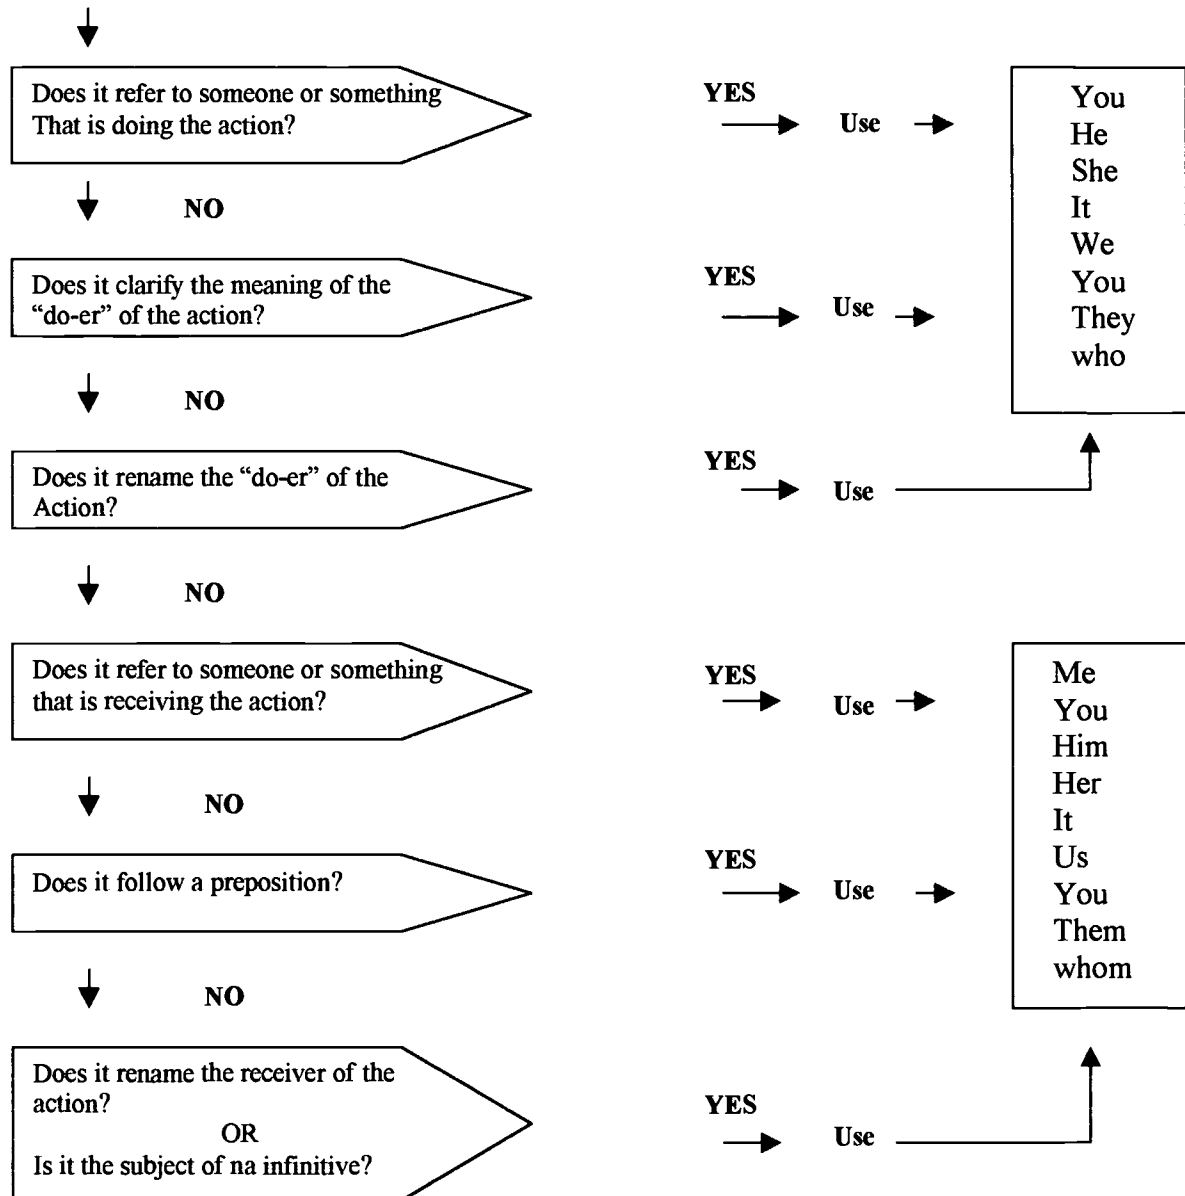 Does it refer to someone or something
That is doing the action?
YES
Use
You
He
She
It
We
You
They
who
NO
Does it clarify the meaning of the
“do-er” of the action?
YES
Use
NO
Does it rename the “do-er” of the
Action?
YES
Use
NO
Does it refer to someone or something
that is receiving the action?
YES
Use
Me
You
Him
Her
It
Us
You
Them
whom
NO
Does it follow a preposition?
YES
Use
NO
Does it rename the receiver of the
action?
OR
Is it the subject of na infinitive?
YES
Use